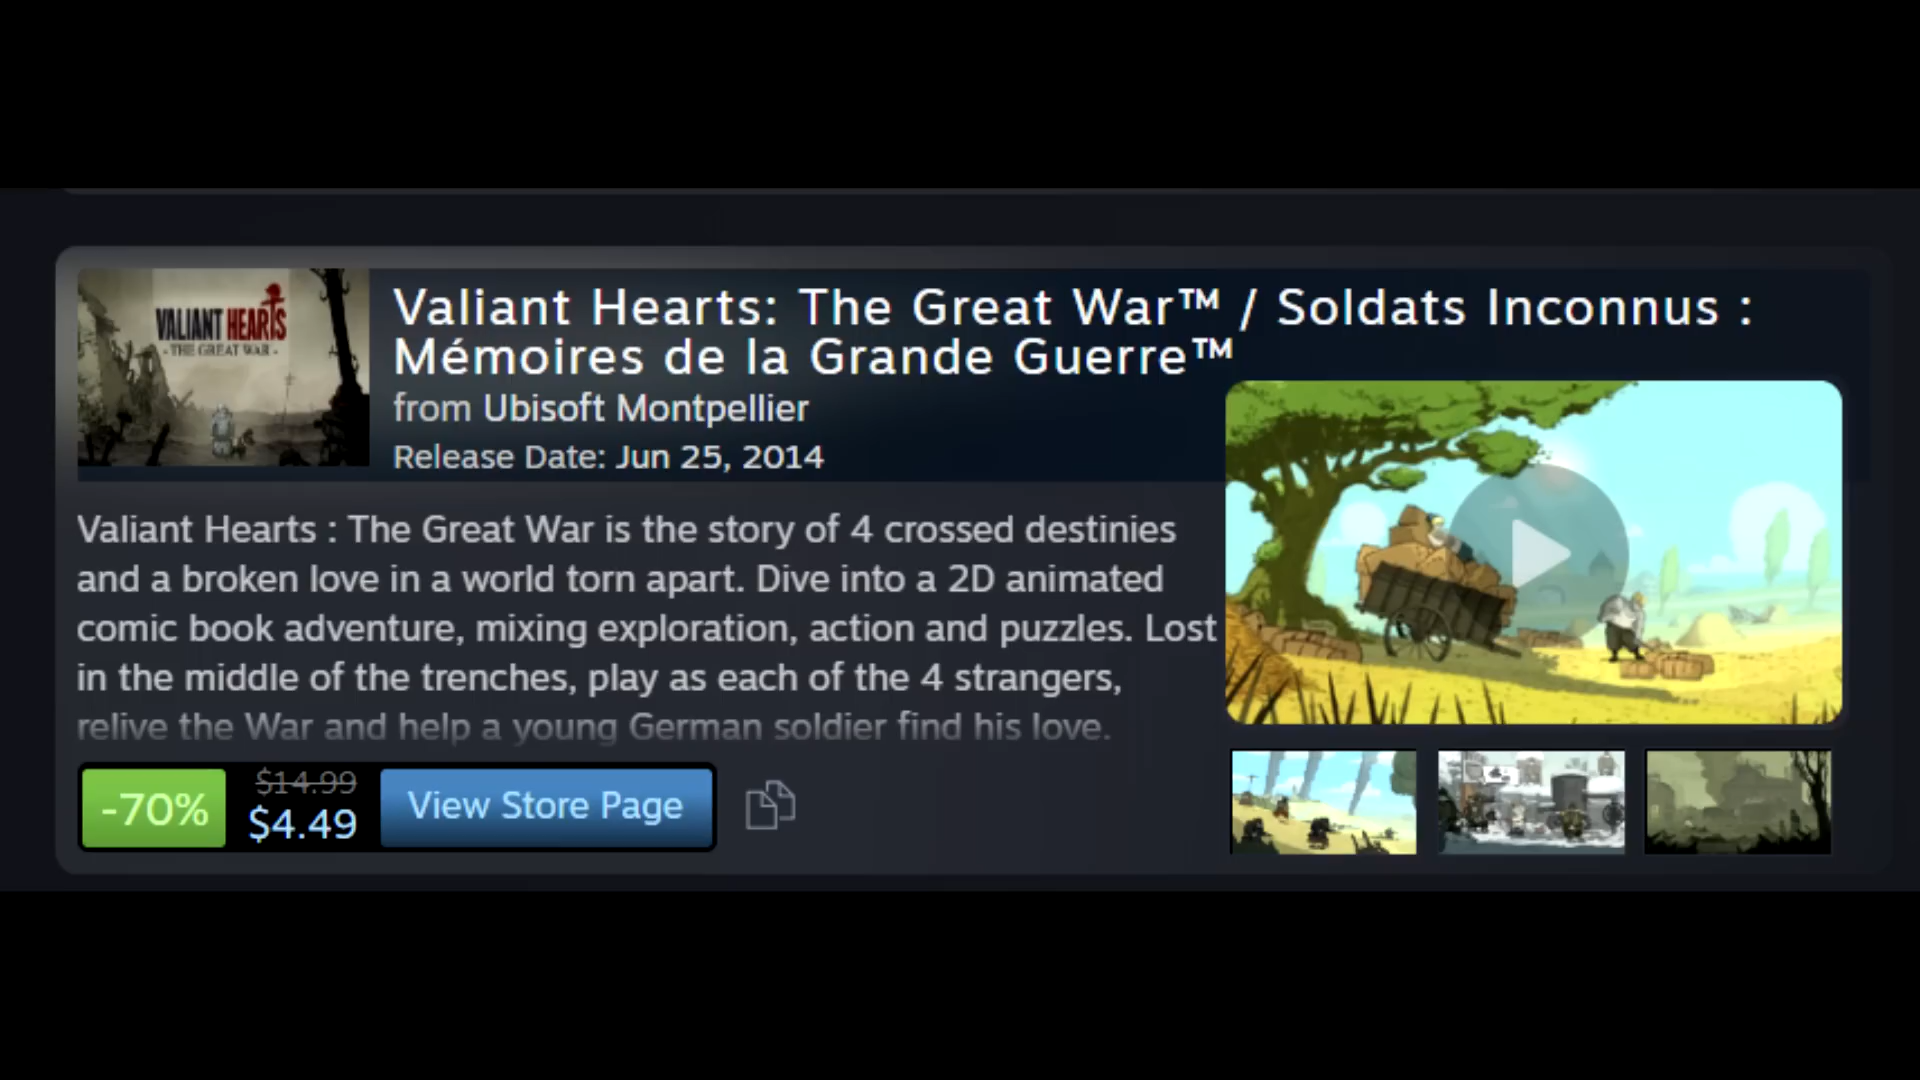 VALIANT HEARTS
- THE GREAT WAR -
Valiant Hearts: The Great War™ / Soldats Inconnus :
Mémoires de la Grande Guerre™
from Ubisoft Montpellier
Release Date: Jun 25, 2014
Valiant Hearts : The Great War is the story of 4 crossed destinies
and a broken love in a world torn apart. Dive into a 2D animated
comic book adventure, mixing exploration, action and puzzles. Lost
in the middle of the trenches, play as each of the 4 strangers,
relive the War and help a young German soldier find his love.
-70%
$14.99
$4.49
View Store Page